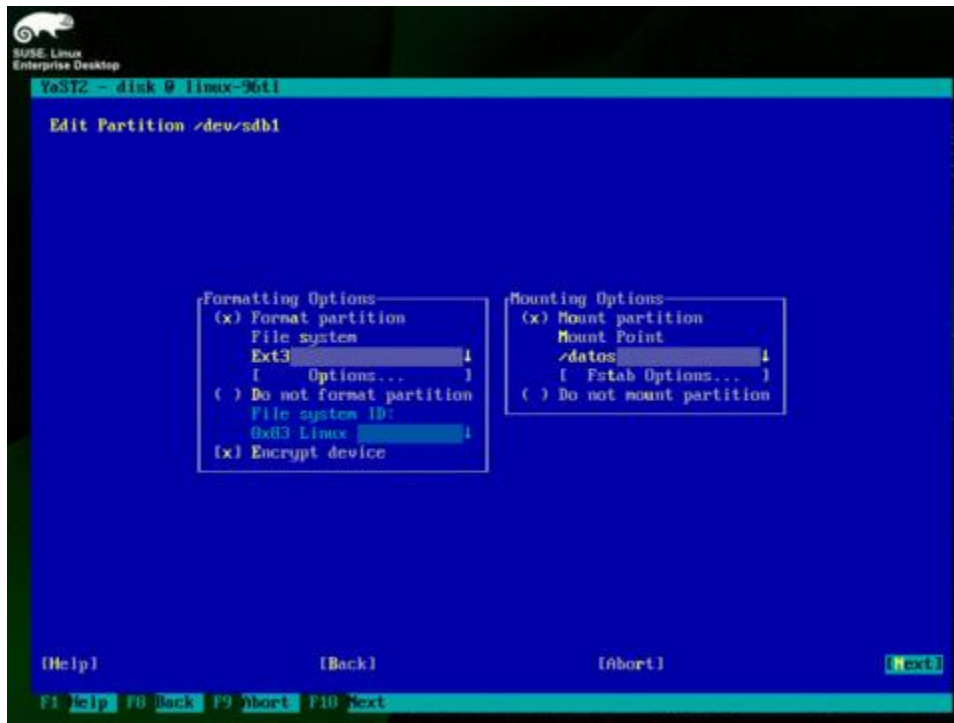 SUSE. Linux
Enterprise Desktop
YaST2 - disk @ linux-96tl
Edit Partition /dev/sdb1
Formatting Options
(x) Format partition
File system
Ext3
[ Options... ]
( ) Do not format partition
File system ID:
0x83 Linux
[x] Encrypt device
Mounting Options
(x) Mount partition
Mount Point
/datos
[ Fstab Options... ]
( ) Do not mount partition
[Help] [Back] [Abort] [Next]
F1 Help F8 Back F9 Abort F10 Next